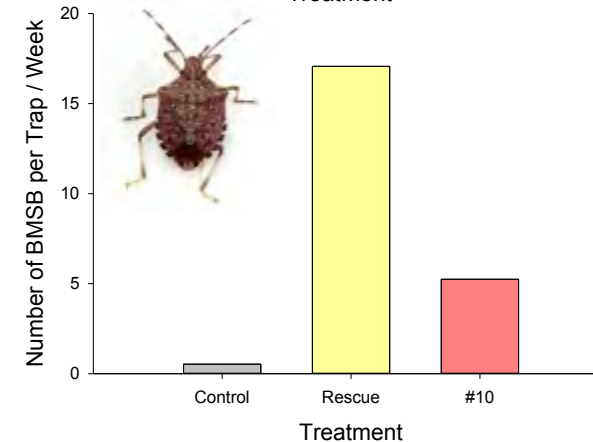 Treatment
Number of BMSB per Trap / Week
20
15
10
5
0
Control
Rescue
#10
Treatment